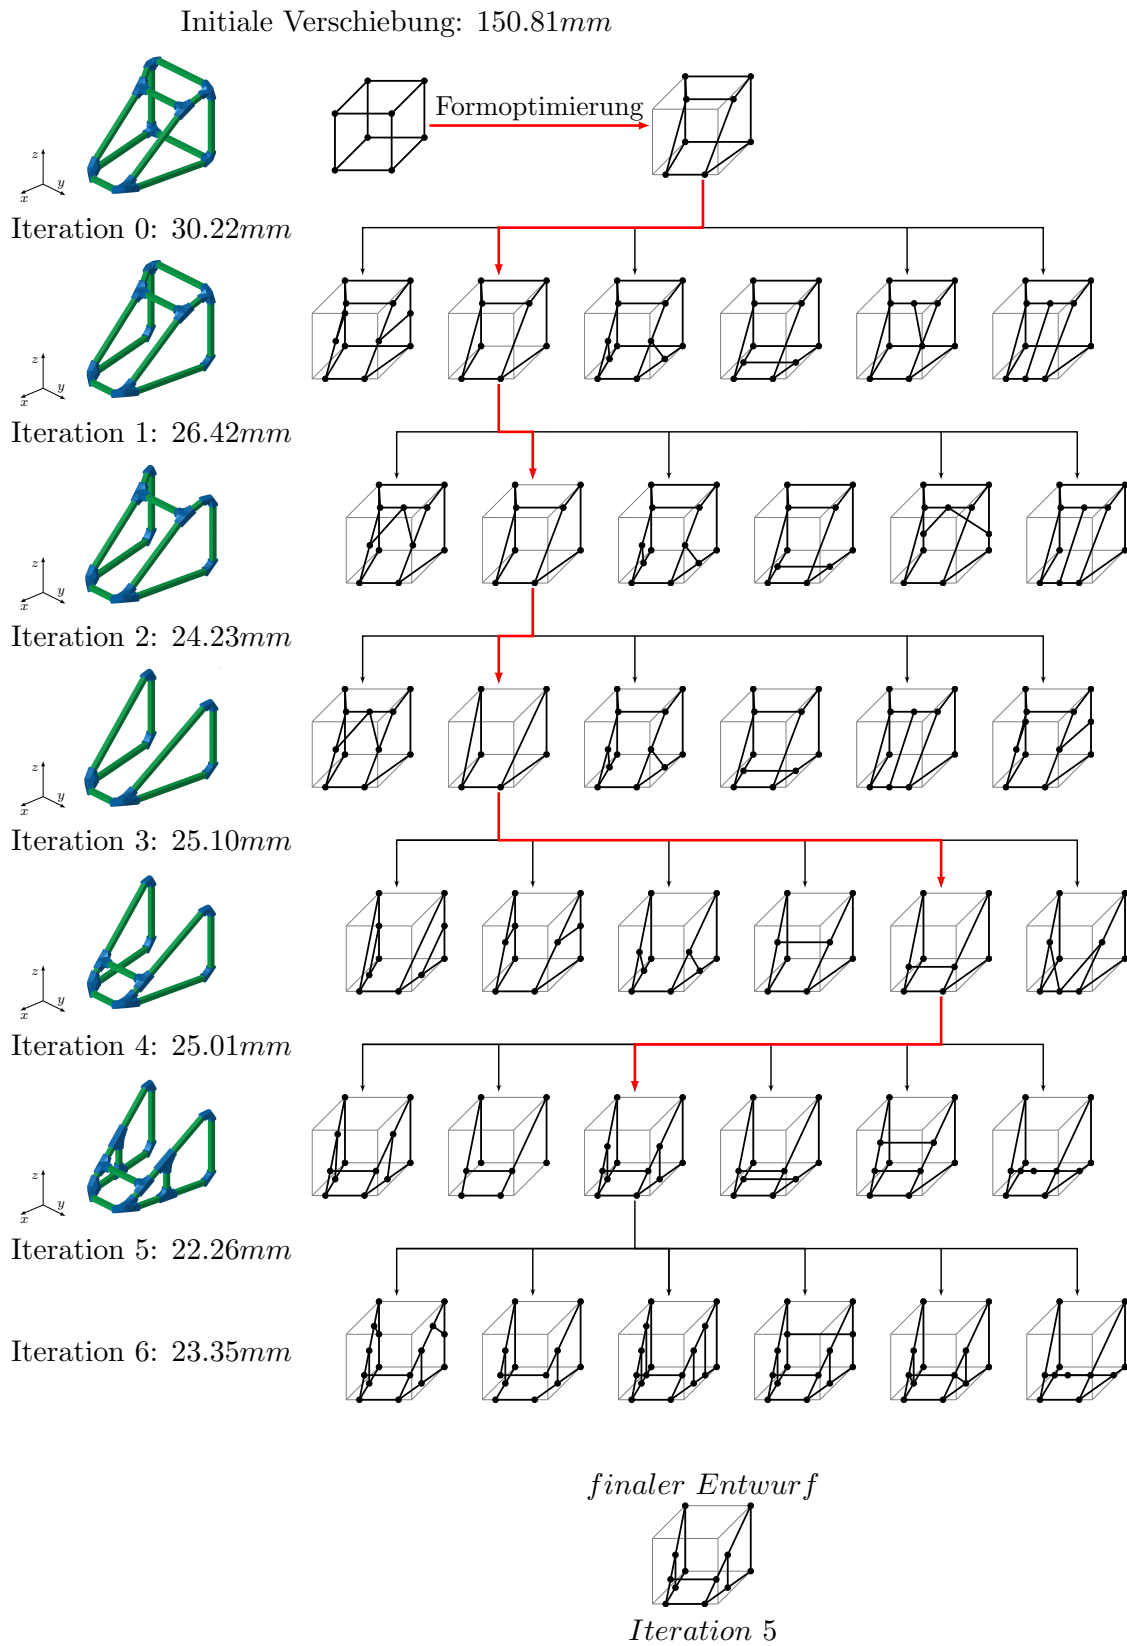 Initiale Verschiebung: 150.81mm
Formoptimierung
z
x
y
Iteration 0: 30.22mm
z
x
y
Iteration 1: 26.42mm
z
x
y
Iteration 2: 24.23mm
z
x
y
Iteration 3: 25.10mm
z
x
y
Iteration 4: 25.01mm
z
x
y
Iteration 5: 22.26mm
Iteration 6: 23.35mm
finaler Entwurf
Iteration 5